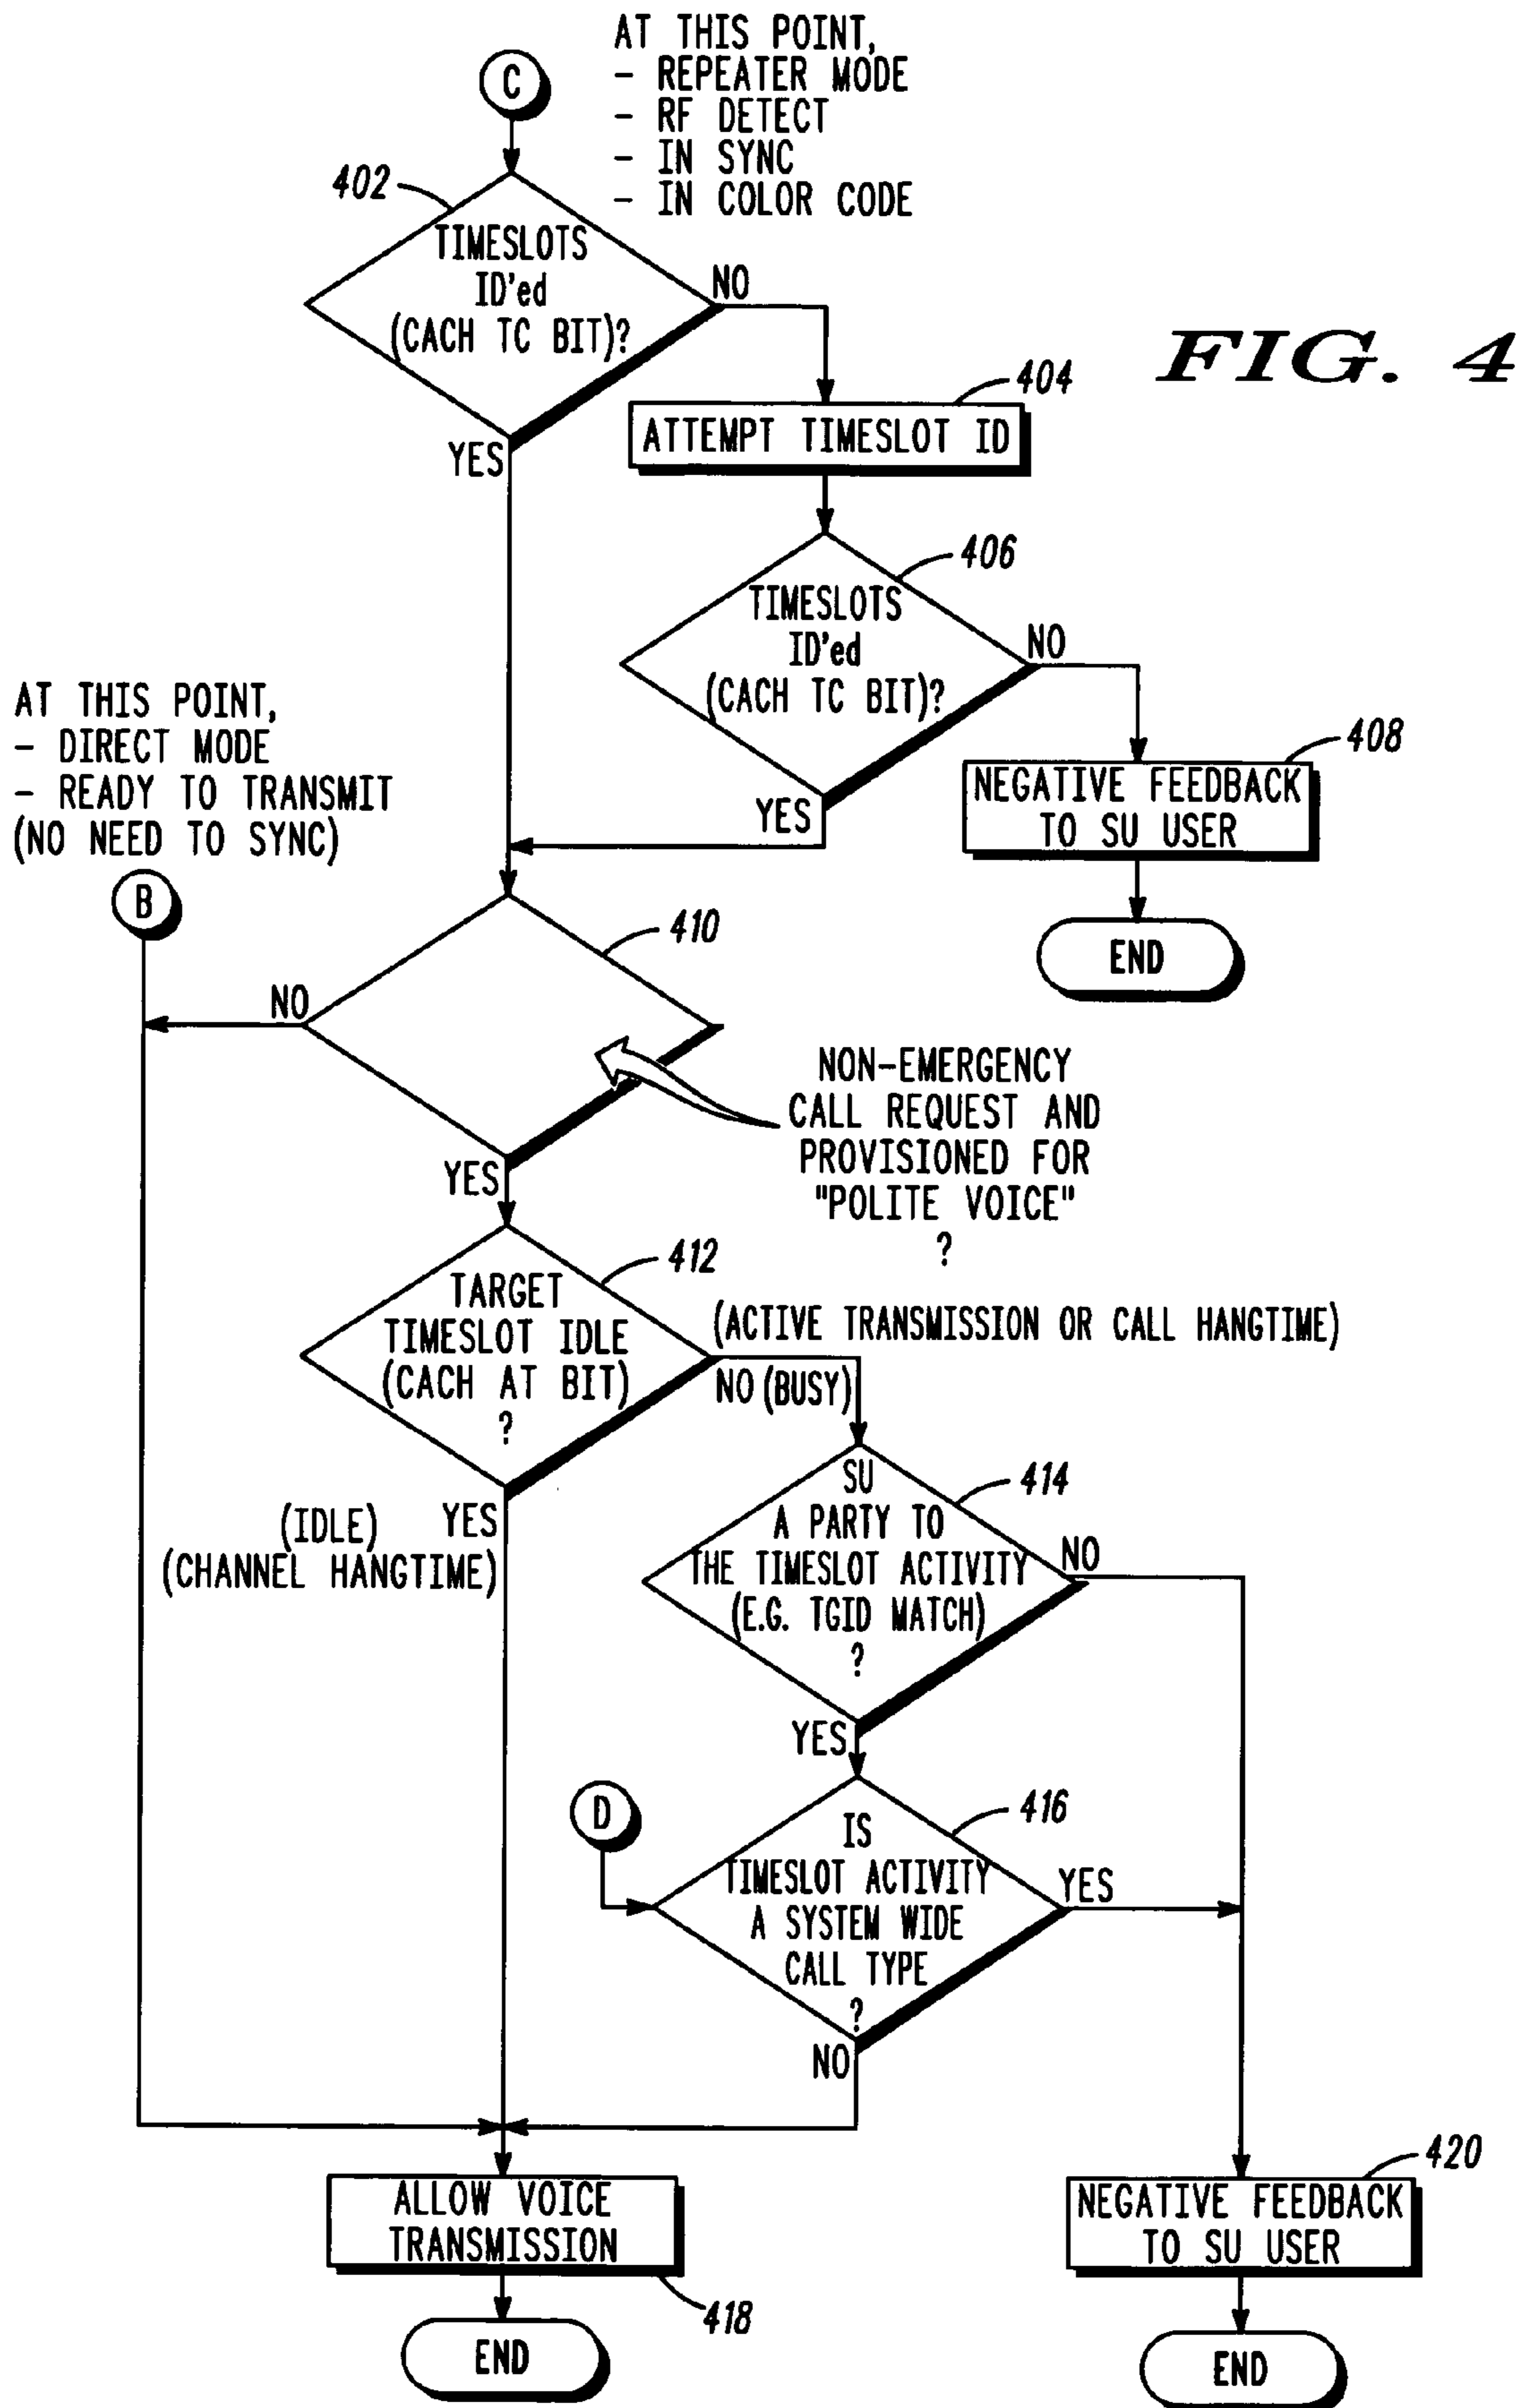 AT THIS POINT,
- REPEATER MODE
- RF DETECT
- IN SYNC
- IN COLOR CODE
C
402
TIMESLOTS
ID'ed
(CACH TC BIT)?
NO
YES
FIG. 4
404
ATTEMPT TIMESLOT ID
406
TIMESLOTS
ID'ed
(CACH TC BIT)?
NO
YES
408
NEGATIVE FEEDBACK
TO SU USER
END
AT THIS POINT,
- DIRECT MODE
- READY TO TRANSMIT
(NO NEED TO SYNC)
B
410
NO
YES
NON-EMERGENCY
CALL REQUEST AND
PROVISIONED FOR
"POLITE VOICE"
?
412
TARGET
TIMESLOT IDLE
(CACH AT BIT)
?
(ACTIVE TRANSMISSION OR CALL HANGTIME)
NO (BUSY)
(IDLE) YES
(CHANNEL HANGTIME)
414
SU
A PARTY TO
THE TIMESLOT ACTIVITY
(E.G. TGID MATCH)
?
NO
YES
D
416
IS
TIMESLOT ACTIVITY
A SYSTEM WIDE
CALL TYPE
?
YES
NO
ALLOW VOICE
TRANSMISSION
418
END
420
NEGATIVE FEEDBACK
TO SU USER
END